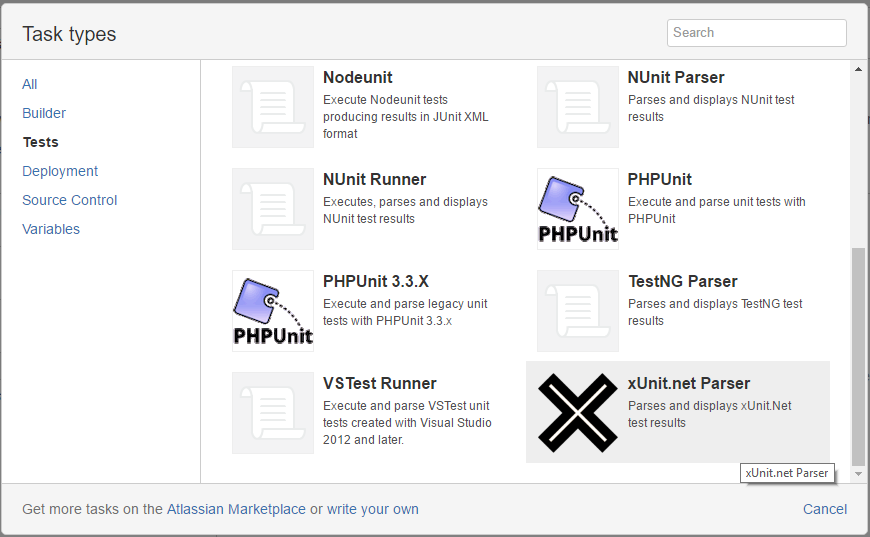 Task types
Search
All
Builder
Tests
Deployment
Source Control
Variables
Nodeunit
Execute Nodeunit tests
producing results in JUnit XML
format
NUnit Parser
Parses and displays NUnit test
results
NUnit Runner
Executes, parses and displays
NUnit test results
PHPUnit
PHPUnit
Execute and parse unit tests with
PHPUnit
PHPUnit
PHPUnit 3.3.X
Execute and parse legacy unit
tests with PHPUnit 3.3.x
TestNG Parser
Parses and displays TestNG test
results
VSTest Runner
Execute and parse VSTest unit
tests created with Visual Studio
2012 and later.
xUnit.net Parser
Parses and displays xUnit.Net
test results
xUnit.net Parser
Get more tasks on the Atlassian Marketplace or write your own
Cancel